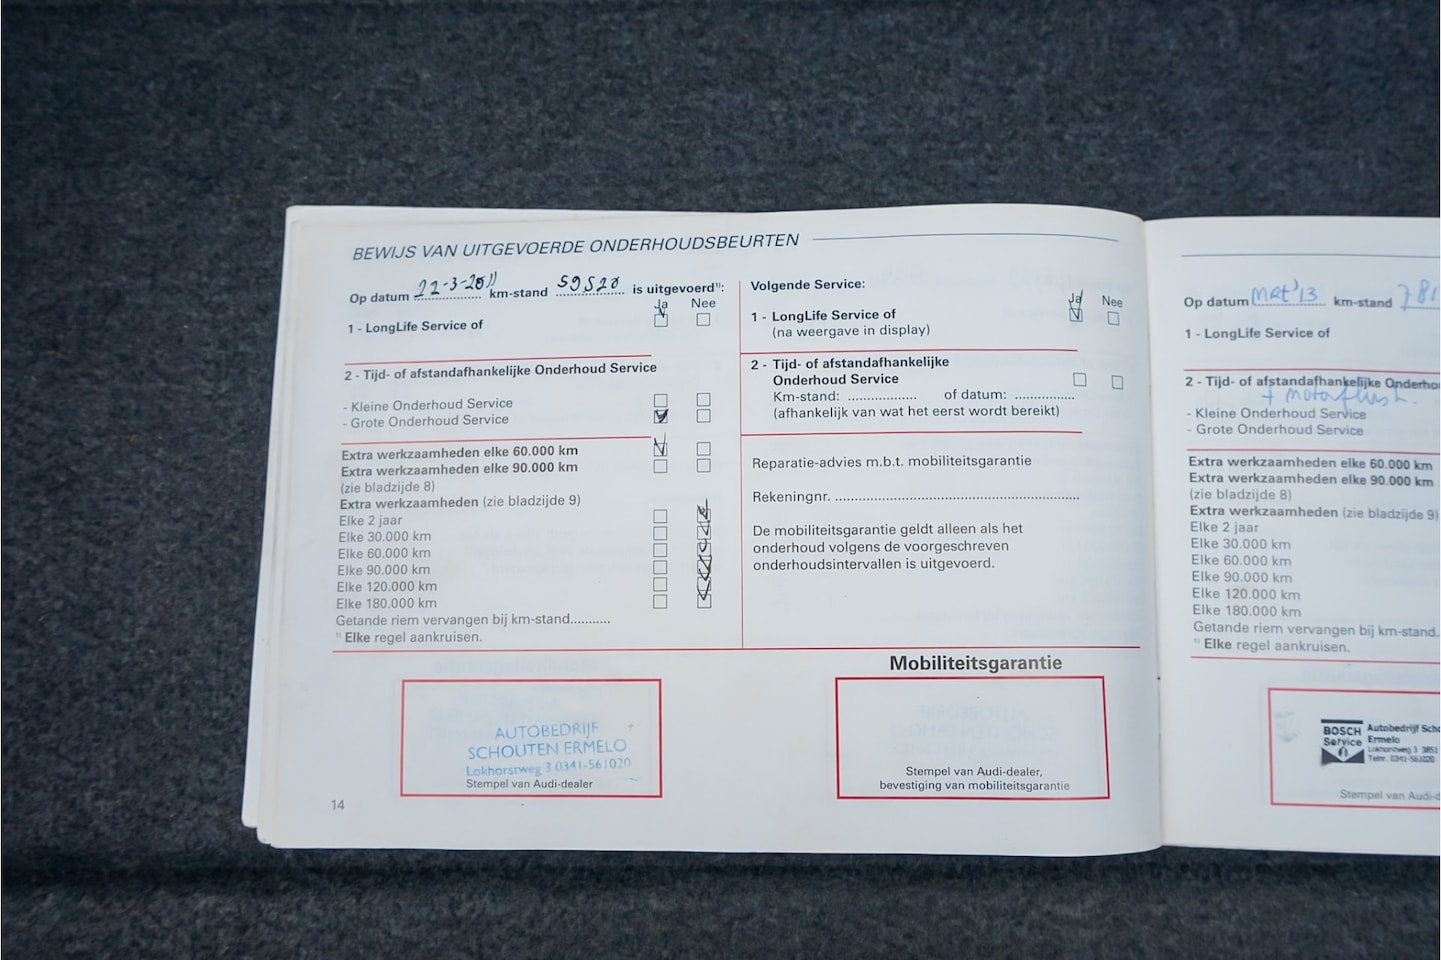 BEWIJS VAN UITGEVOERDE ONDERHOUDSBEURTEN
Op datum 22-3-2011 km-stand 59520 is uitgevoerd¹⁾:
Ja Nee
1 - LongLife Service of
2 - Tijd- of afstandafhankelijke Onderhoud Service
- Kleine Onderhoud Service
- Grote Onderhoud Service
Extra werkzaamheden elke 60.000 km
Extra werkzaamheden elke 90.000 km
(zie bladzijde 8)
Extra werkzaamheden (zie bladzijde 9)
Elke 2 jaar
Elke 30.000 km
Elke 60.000 km
Elke 90.000 km
Elke 120.000 km
Elke 180.000 km
Getande riem vervangen bij km-stand...........
¹⁾ Elke regel aankruisen.
AUTOBEDRIJF
SCHOUTEN ERMELO
Lokhorstweg 3 0341-561020
Stempel van Audi-dealer
14
Volgende Service:
Ja Nee
1 - LongLife Service of
(na weergave in display)
2 - Tijd- of afstandafhankelijke
Onderhoud Service
Km-stand: .................. of datum: ................
(afhankelijk van wat het eerst wordt bereikt)
Reparatie-advies m.b.t. mobiliteitsgarantie
Rekeningnr. ................................................................
De mobiliteitsgarantie geldt alleen als het
onderhoud volgens de voorgeschreven
onderhoudsintervallen is uitgevoerd.
Mobiliteitsgarantie
Stempel van Audi-dealer,
bevestiging van mobiliteitsgarantie
Op datum MRT'13 km-stand 781
1 - LongLife Service of
2 - Tijd- of afstandafhankelijke Onderho
+ motorflush.
- Kleine Onderhoud Service
- Grote Onderhoud Service
Extra werkzaamheden elke 60.000 km
Extra werkzaamheden elke 90.000 km
(zie bladzijde 8)
Extra werkzaamheden (zie bladzijde 9)
Elke 2 jaar
Elke 30.000 km
Elke 60.000 km
Elke 90.000 km
Elke 120.000 km
Elke 180.000 km
Getande riem vervangen bij km-stand..
¹⁾ Elke regel aankruisen.
BOSCH
Service
Autobedrijf Scho
Ermelo
Lokhorstweg 3 3851
Telnr. 0341-561020
Stempel van Audi-d